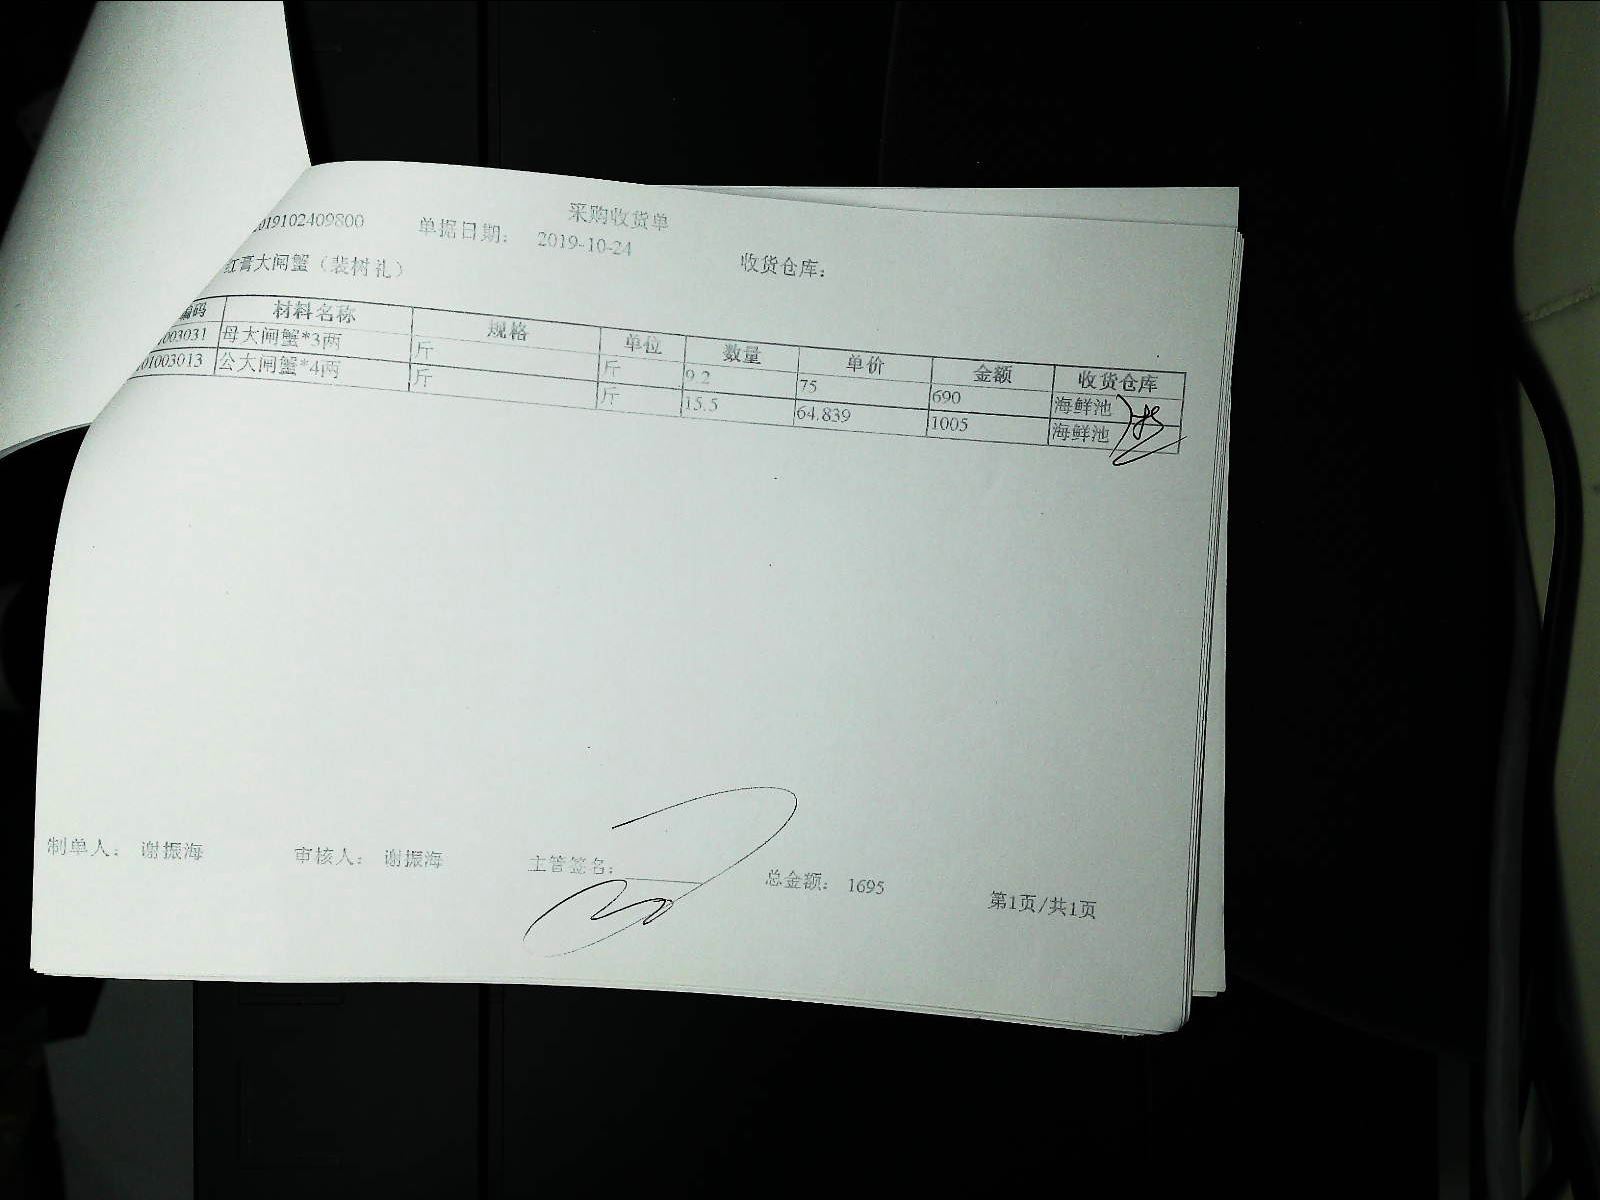 采购收货单
2019102409800 单据日期： 2019-10-24 收货仓库：
红膏大闸蟹（裴树礼）
编码 材料名称 规格 单位 数量 单价 金额 收货仓库
003031 母大闸蟹*3两 斤 斤 9.2 75 690 海鲜池
01003013 公大闸蟹*4两 斤 斤 15.5 64.839 1005 海鲜池
制单人： 谢振海 审核人： 谢振海 主管签名： 总金额： 1695 第1页/共1页